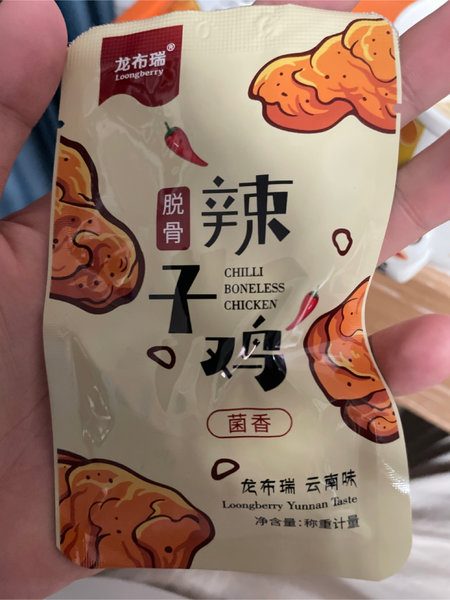 龙布瑞®
Loongberry
脱骨
辣子鸡
CHILLI
BONELESS
CHICKEN
菌香
龙布瑞 云南味
Loongberry Yunnan Taste
净含量:称重计量